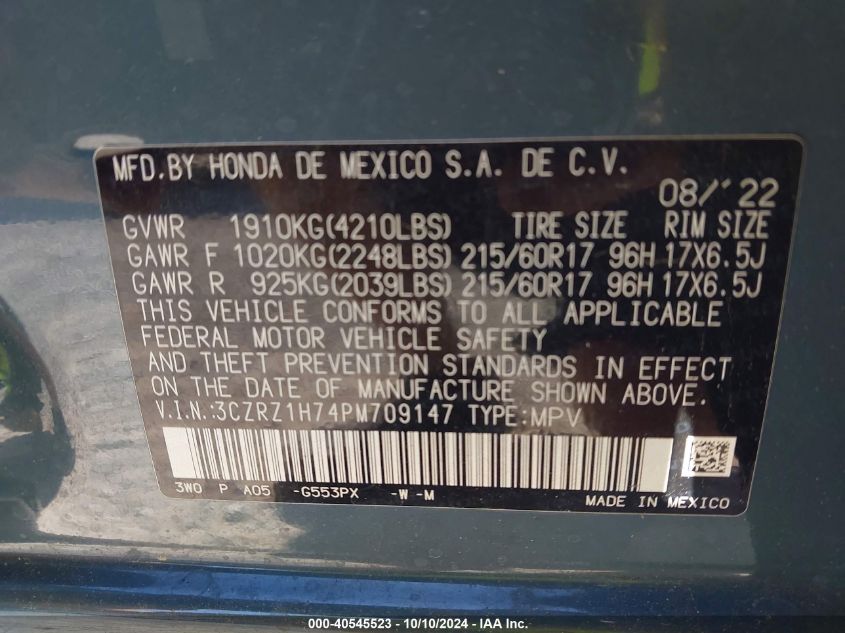 MFD.BY HONDA DE MEXICO S.A. DE C.V.
08/'22
GVWR 1910KG(4210LBS) TIRE SIZE RIM SIZE
GAWR F 1020KG(2248LBS) 215/60R17 96H 17X6.5J
GAWR R 925KG(2039LBS) 215/60R17 96H 17X6.5J
THIS VEHICLE CONFORMS TO ALL APPLICABLE
FEDERAL MOTOR VEHICLE SAFETY
AND THEFT PREVENTION STANDARDS IN EFFECT
ON THE DATE OF MANUFACTURE SHOWN ABOVE.
V.I.N.:3CZRZ1H74PM709147 TYPE:MPV
3W0 P A05 -G553PX -W-M MADE IN MEXICO
000-40545523 - 10/10/2024 - IAA Inc.